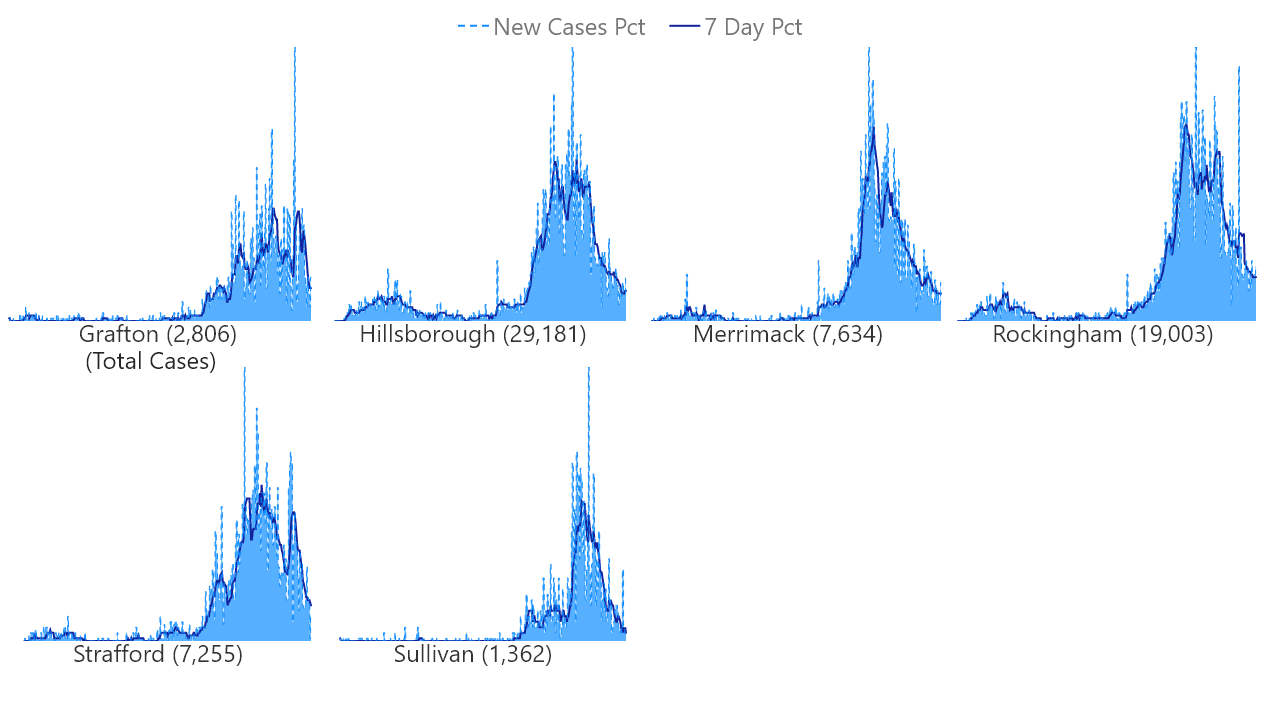 New Cases Pct 7 Day Pct
Grafton (2,806)
(Total Cases)
Hillsborough (29,181)
Merrimack (7,634)
Rockingham (19,003)
Strafford (7,255)
Sullivan (1,362)